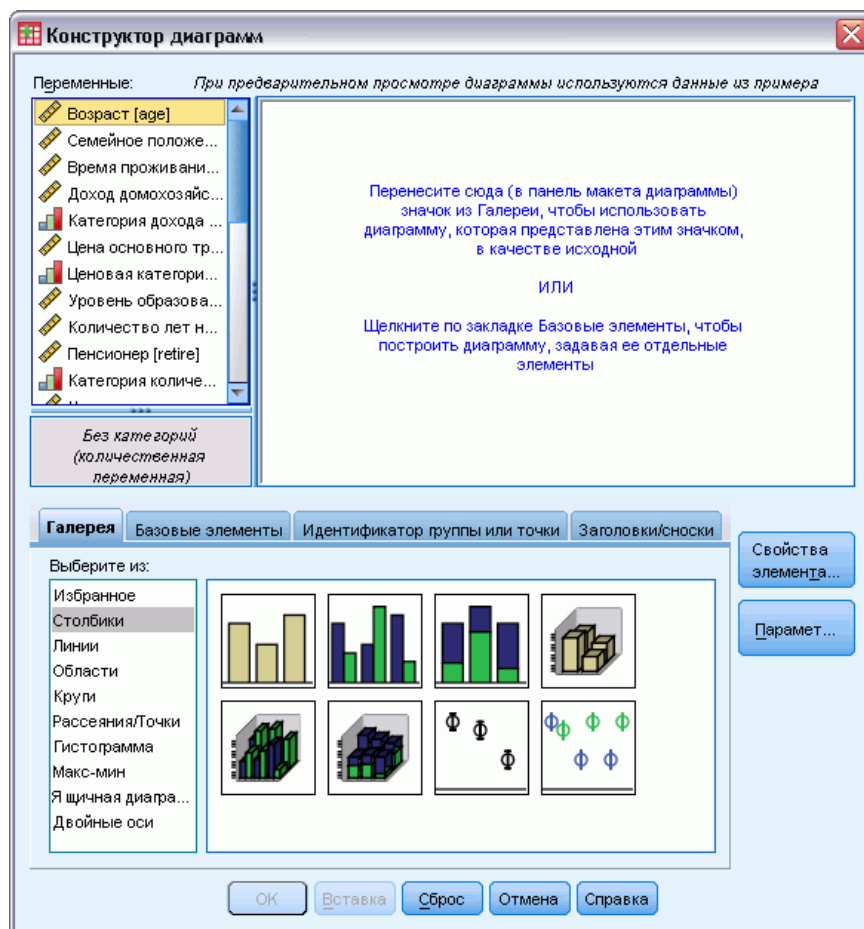 Конструктор диаграмм
Переменные:
При предварительном просмотре диаграммы используются данные из примера
Возраст [age]
Семейное положе...
Время проживани...
Доход домохозяйс...
Категория дохода ...
Цена основного тр...
Ценовая категори...
Уровень образова...
Количество лет н...
Пенсионер [retire]
Категория количе...
Перенесите сюда (в панель макета диаграммы)
значок из Галереи, чтобы использовать
диаграмму, которая представлена этим значком,
в качестве исходной
ИЛИ
Щелкните по закладке Базовые элементы, чтобы
построить диаграмму, задавая ее отдельные
элементы
Без категорий
(количественная
переменная)
Галерея
Базовые элементы
Идентификатор группы или точки
Заголовки/сноски
Свойства
элемента...
Парамет...
Выберите из:
Избранное
Столбики
Линии
Области
Круги
Рассеяния/Точки
Гистограмма
Макс-мин
Ящичная диагра...
Двойные оси
OK
Вставка
Сброс
Отмена
Справка